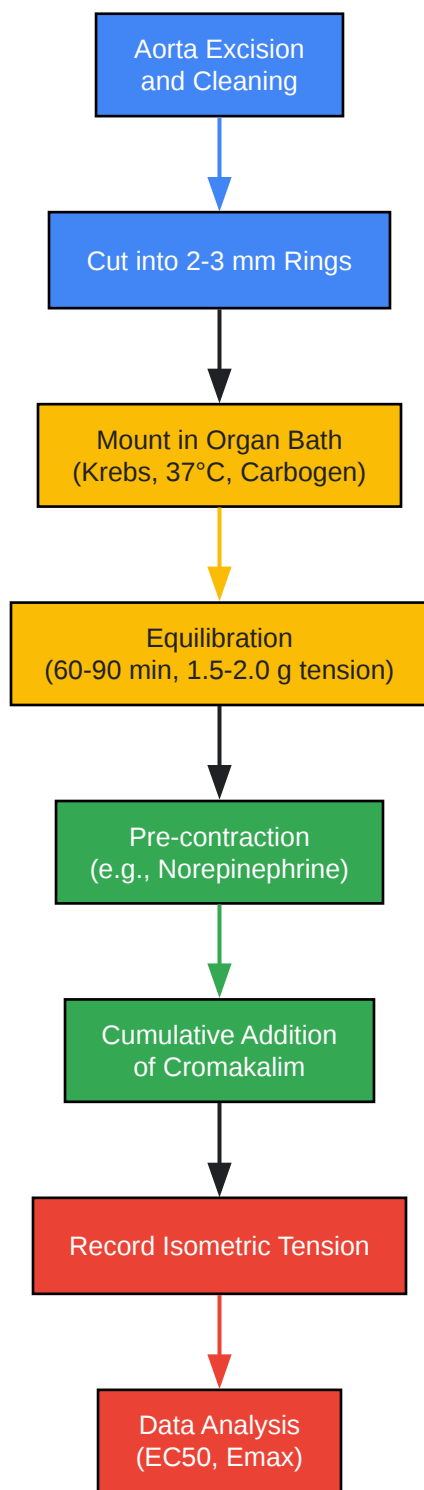 Aorta Excision
and Cleaning
Cut into 2-3 mm Rings
Mount in Organ Bath
(Krebs, 37°C, Carbogen)
Equilibration
(60-90 min, 1.5-2.0 g tension)
Pre-contraction
(e.g., Norepinephrine)
Cumulative Addition
of Cromakalim
Record Isometric Tension
Data Analysis
(EC50, Emax)